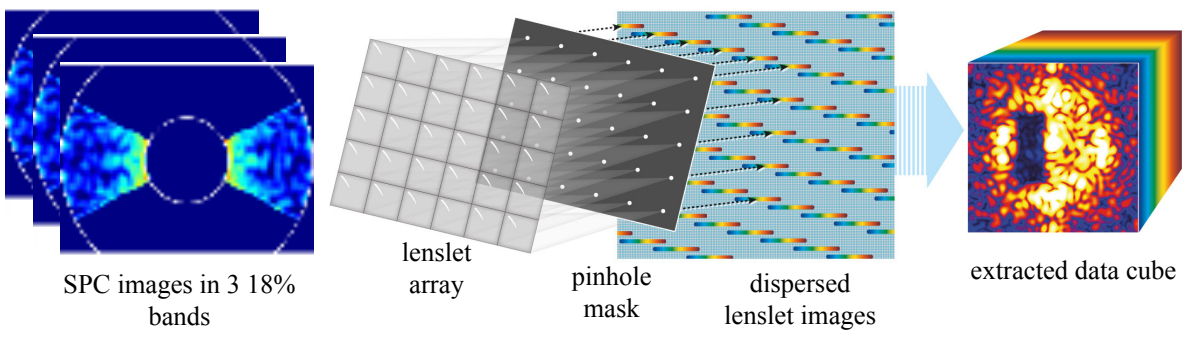 SPC images in 3 18%
bands
lenslet
array
pinhole
mask
dispersed
lenslet images
extracted data cube